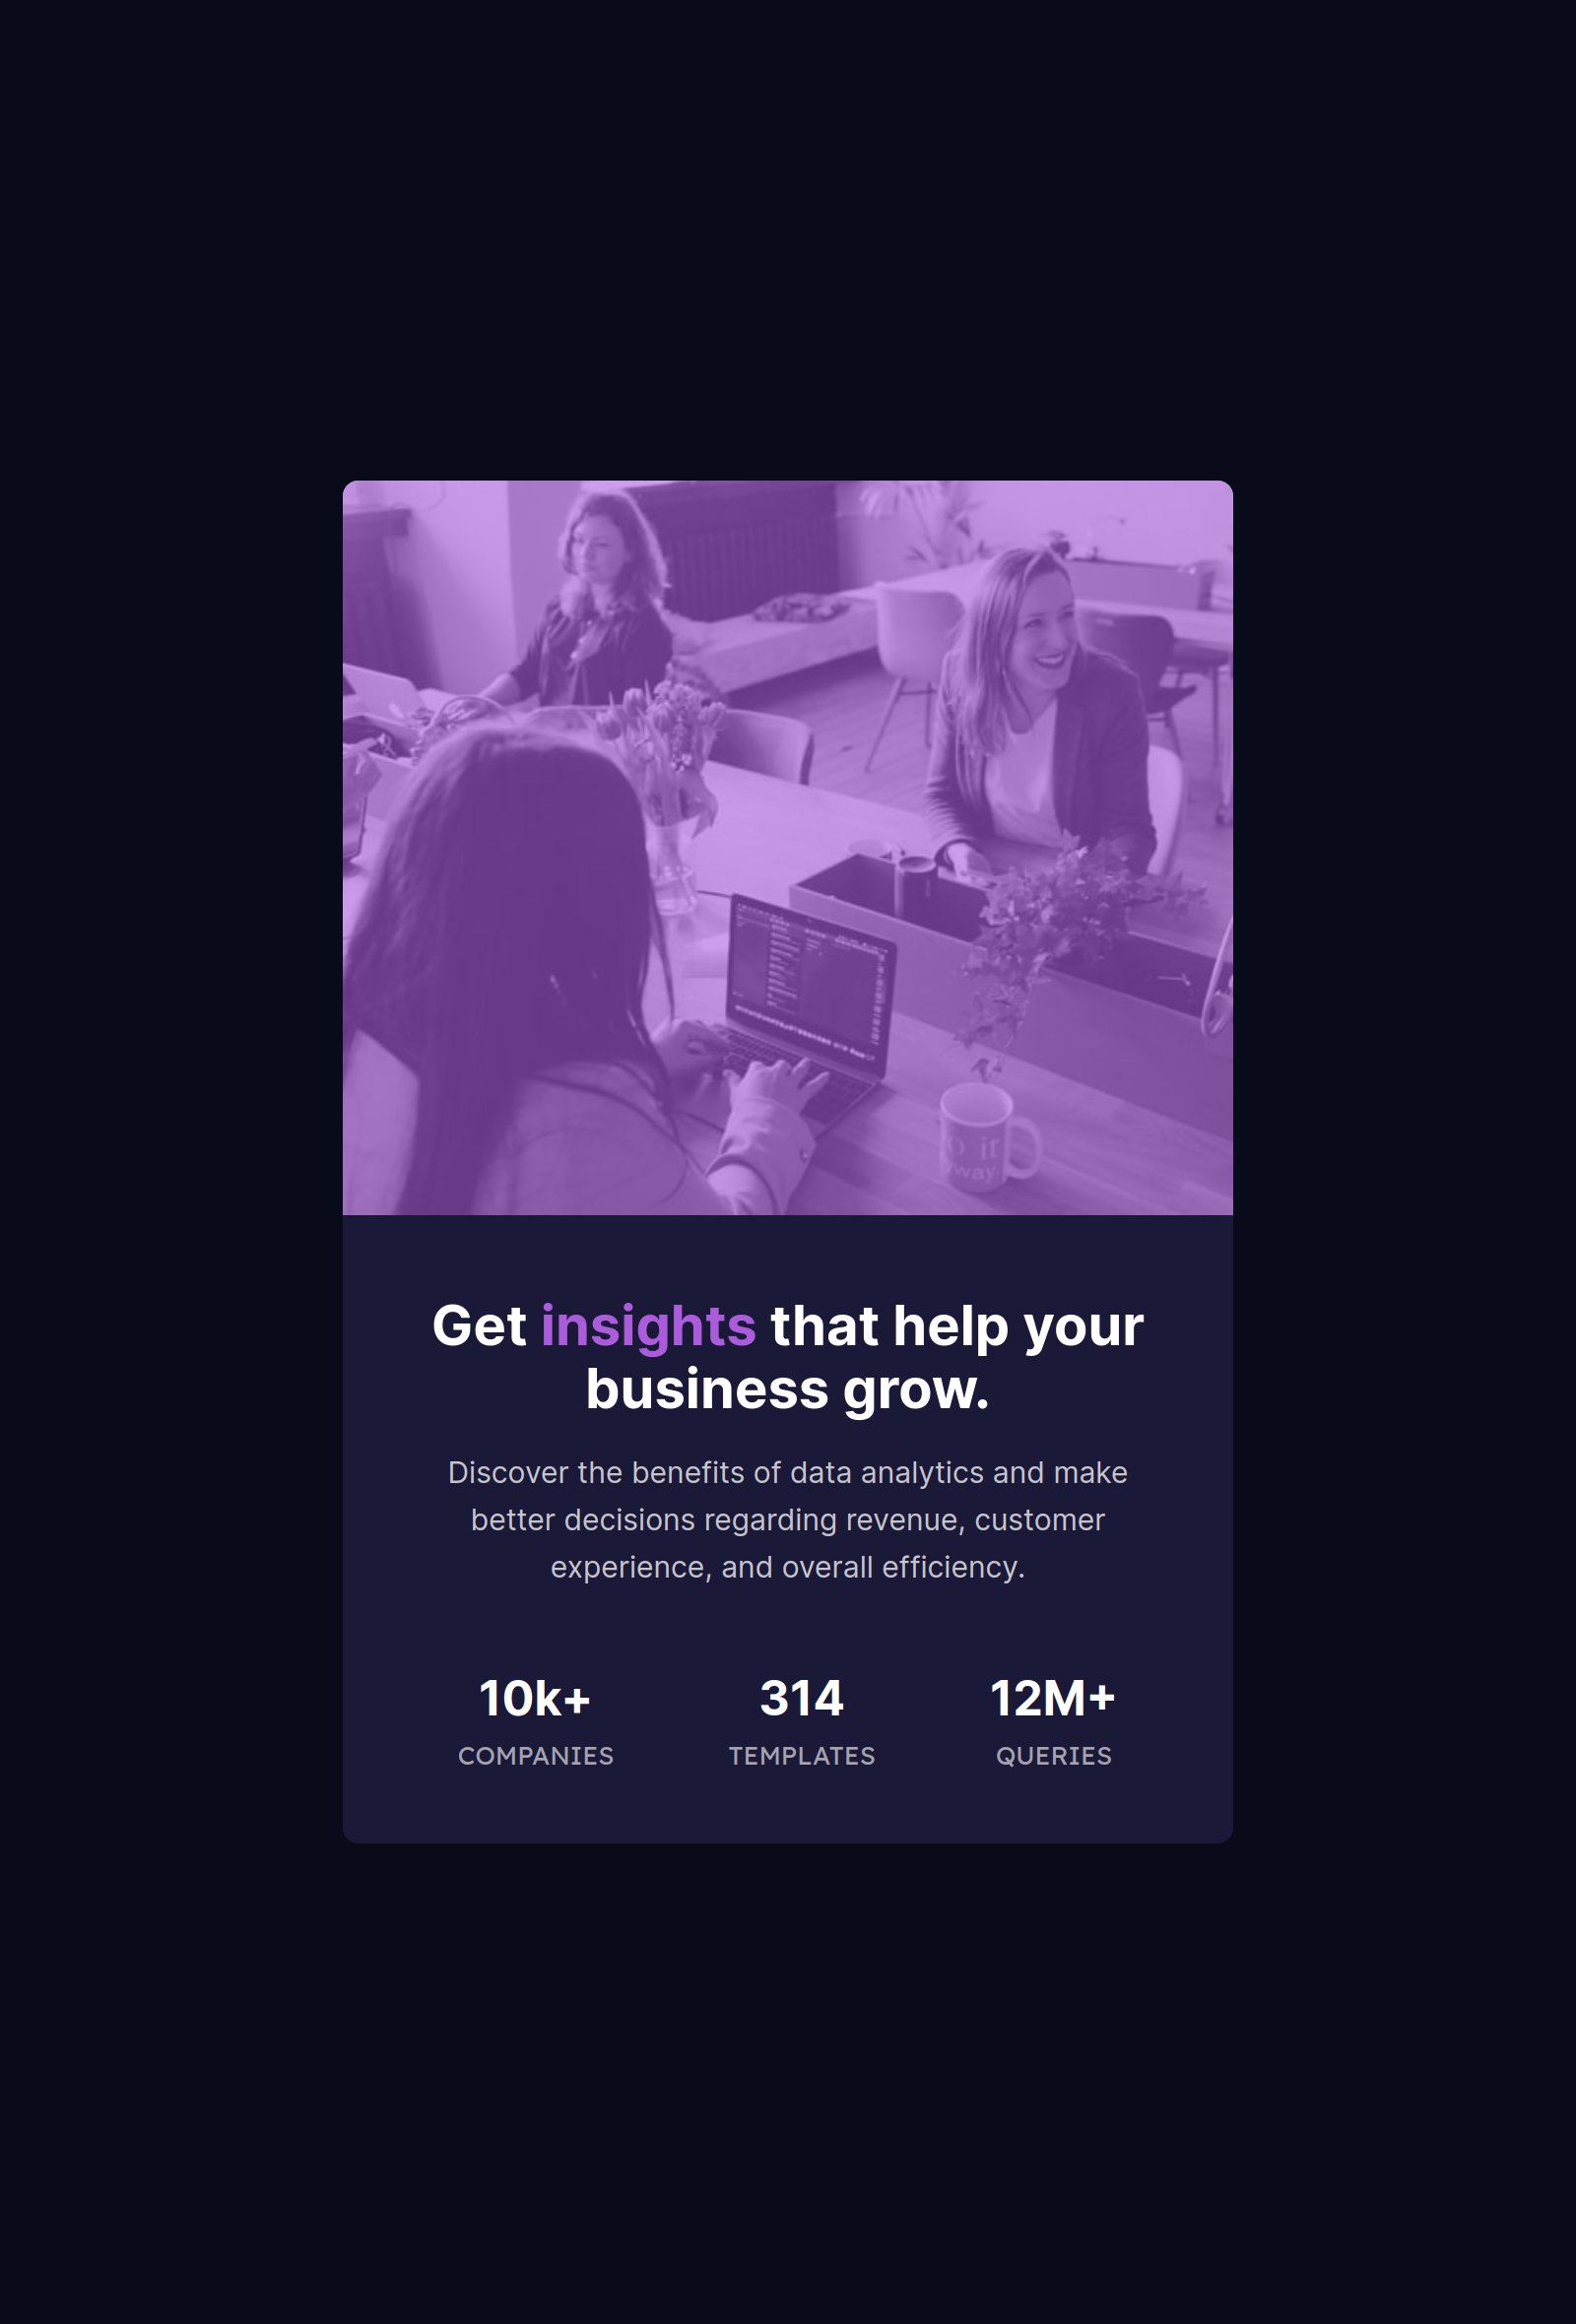 Get insights that help your
business grow.
Discover the benefits of data analytics and make
better decisions regarding revenue, customer
experience, and overall efficiency.
10k+ 314 12M+
COMPANIES TEMPLATES QUERIES